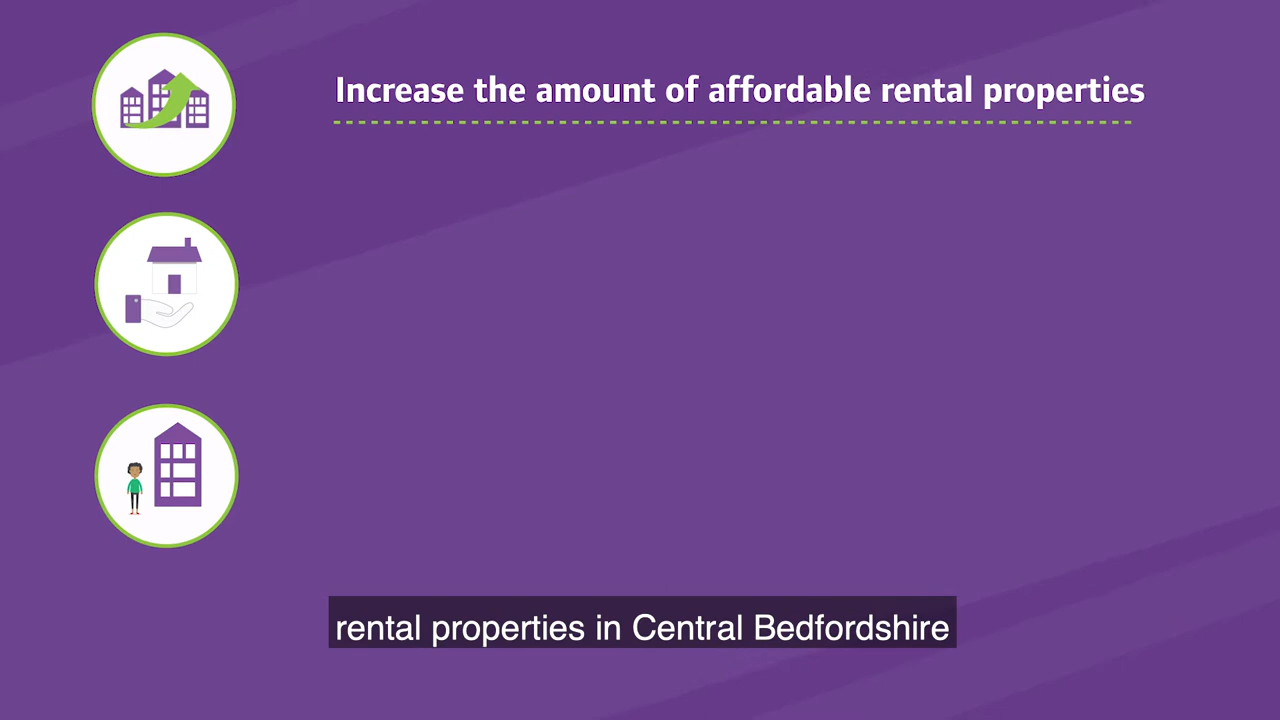 Increase the amount of affordable rental properties
rental properties in Central Bedfordshire